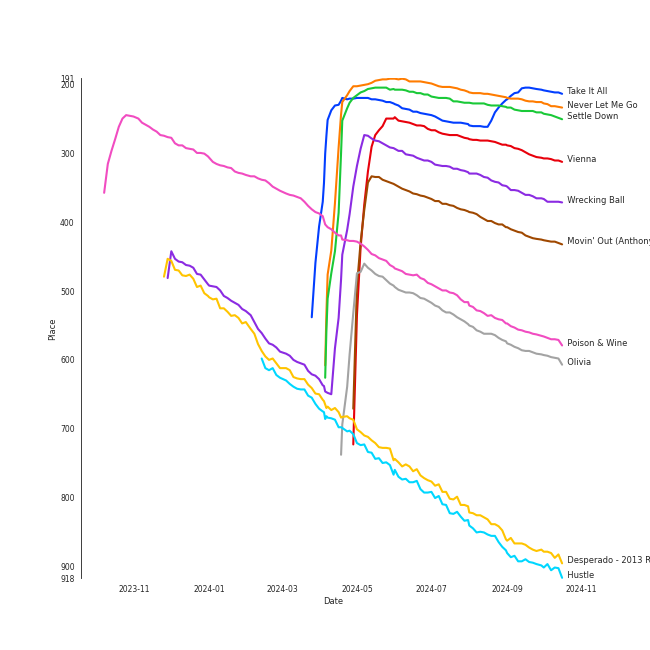 191
200
300
400
500
600
700
800
900
918
Place
2023-11
2024-01
2024-03
2024-05
2024-07
2024-09
2024-11
Date
Take It All
Never Let Me Go
Settle Down
Vienna
Wrecking Ball
Movin' Out (Anthony
Poison & Wine
Olivia
Desperado - 2013 R
Hustle